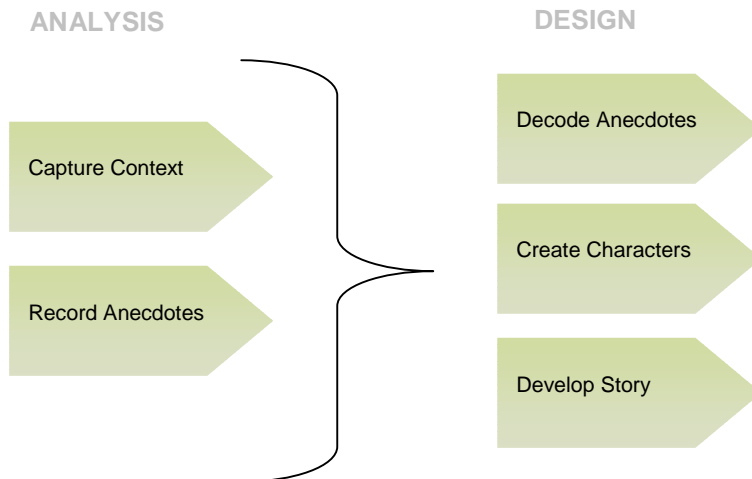 ANALYSIS
Capture Context
Record Anecdotes
DESIGN
Decode Anecdotes
Create Characters
Develop Story